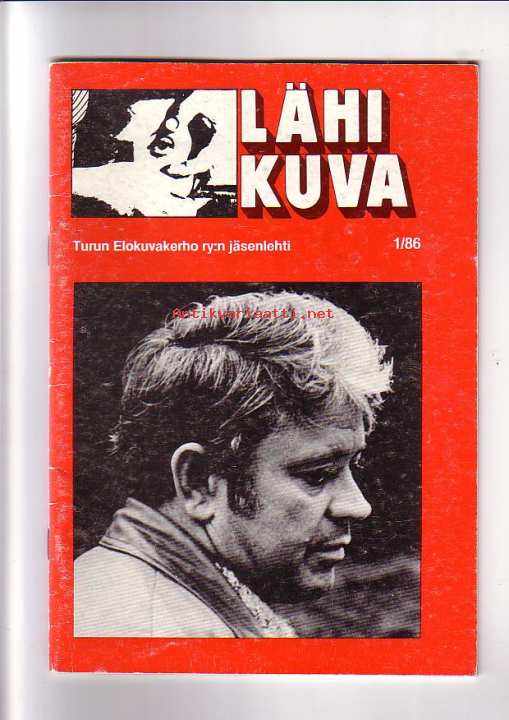 LÄHI
KUVA
Turun Elokuvakerho ry:n jäsenlehti 1/86
Antikvariaatti.net